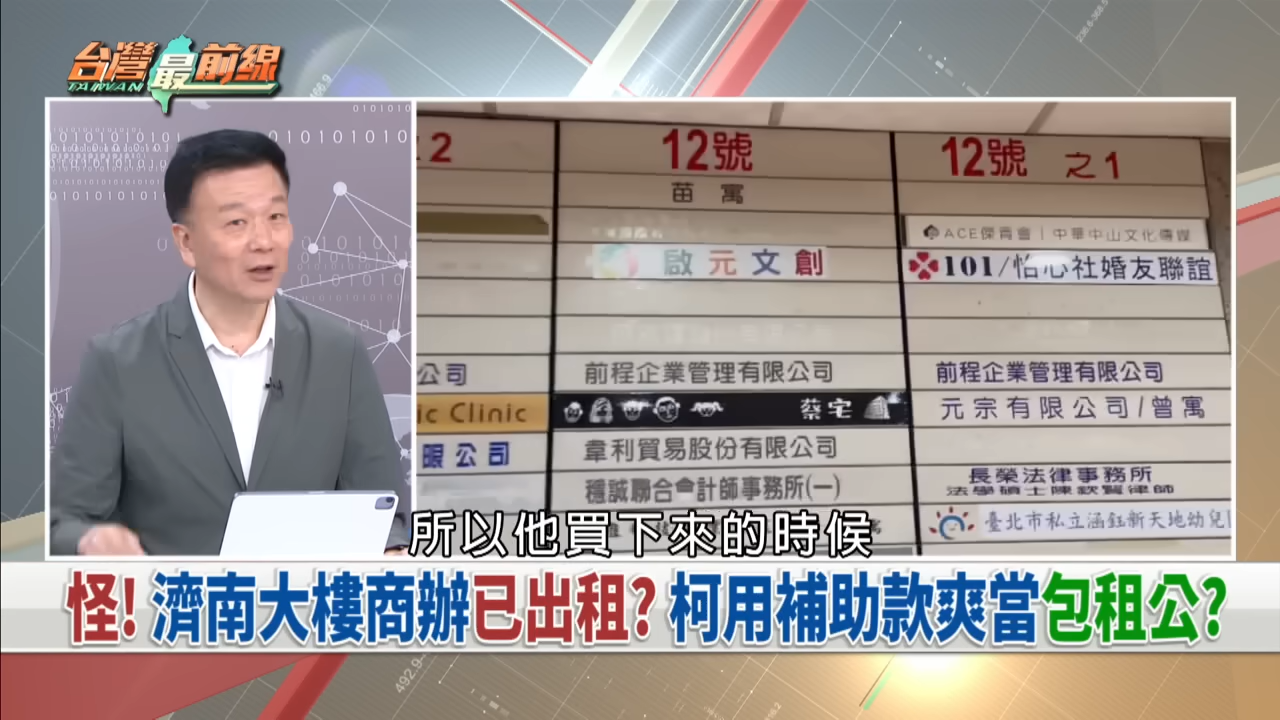 台灣最前線
TAIWAN
2
12號
12號 之1
苗寓
啟元文創
ACE傑菁會｜中華中山文化傳媒
101/怡心社婚友聯誼
公司
前程企業管理有限公司
前程企業管理有限公司
ic Clinic
蔡宅
元宗有限公司/曾寓
限公司
韋利貿易股份有限公司
穩誠聯合會計師事務所(一)
長榮法律事務所
法學碩士陳欽賢律師
臺北市私立涵鈺新天地幼兒
所以他買下來的時候
怪! 濟南大樓商辦已出租? 柯用補助款爽當包租公?